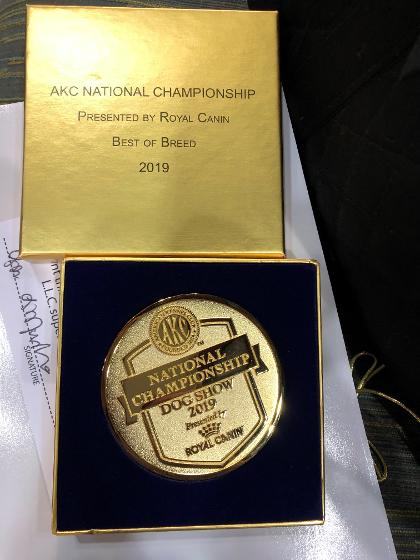 AKC NATIONAL CHAMPIONSHIP
PRESENTED BY ROYAL CANIN
BEST OF BREED
2019
AKC
NATIONAL
CHAMPIONSHIP
DOG SHOW
2019
Presented by
ROYAL CANIN
L.L.C.
SIGNATURE